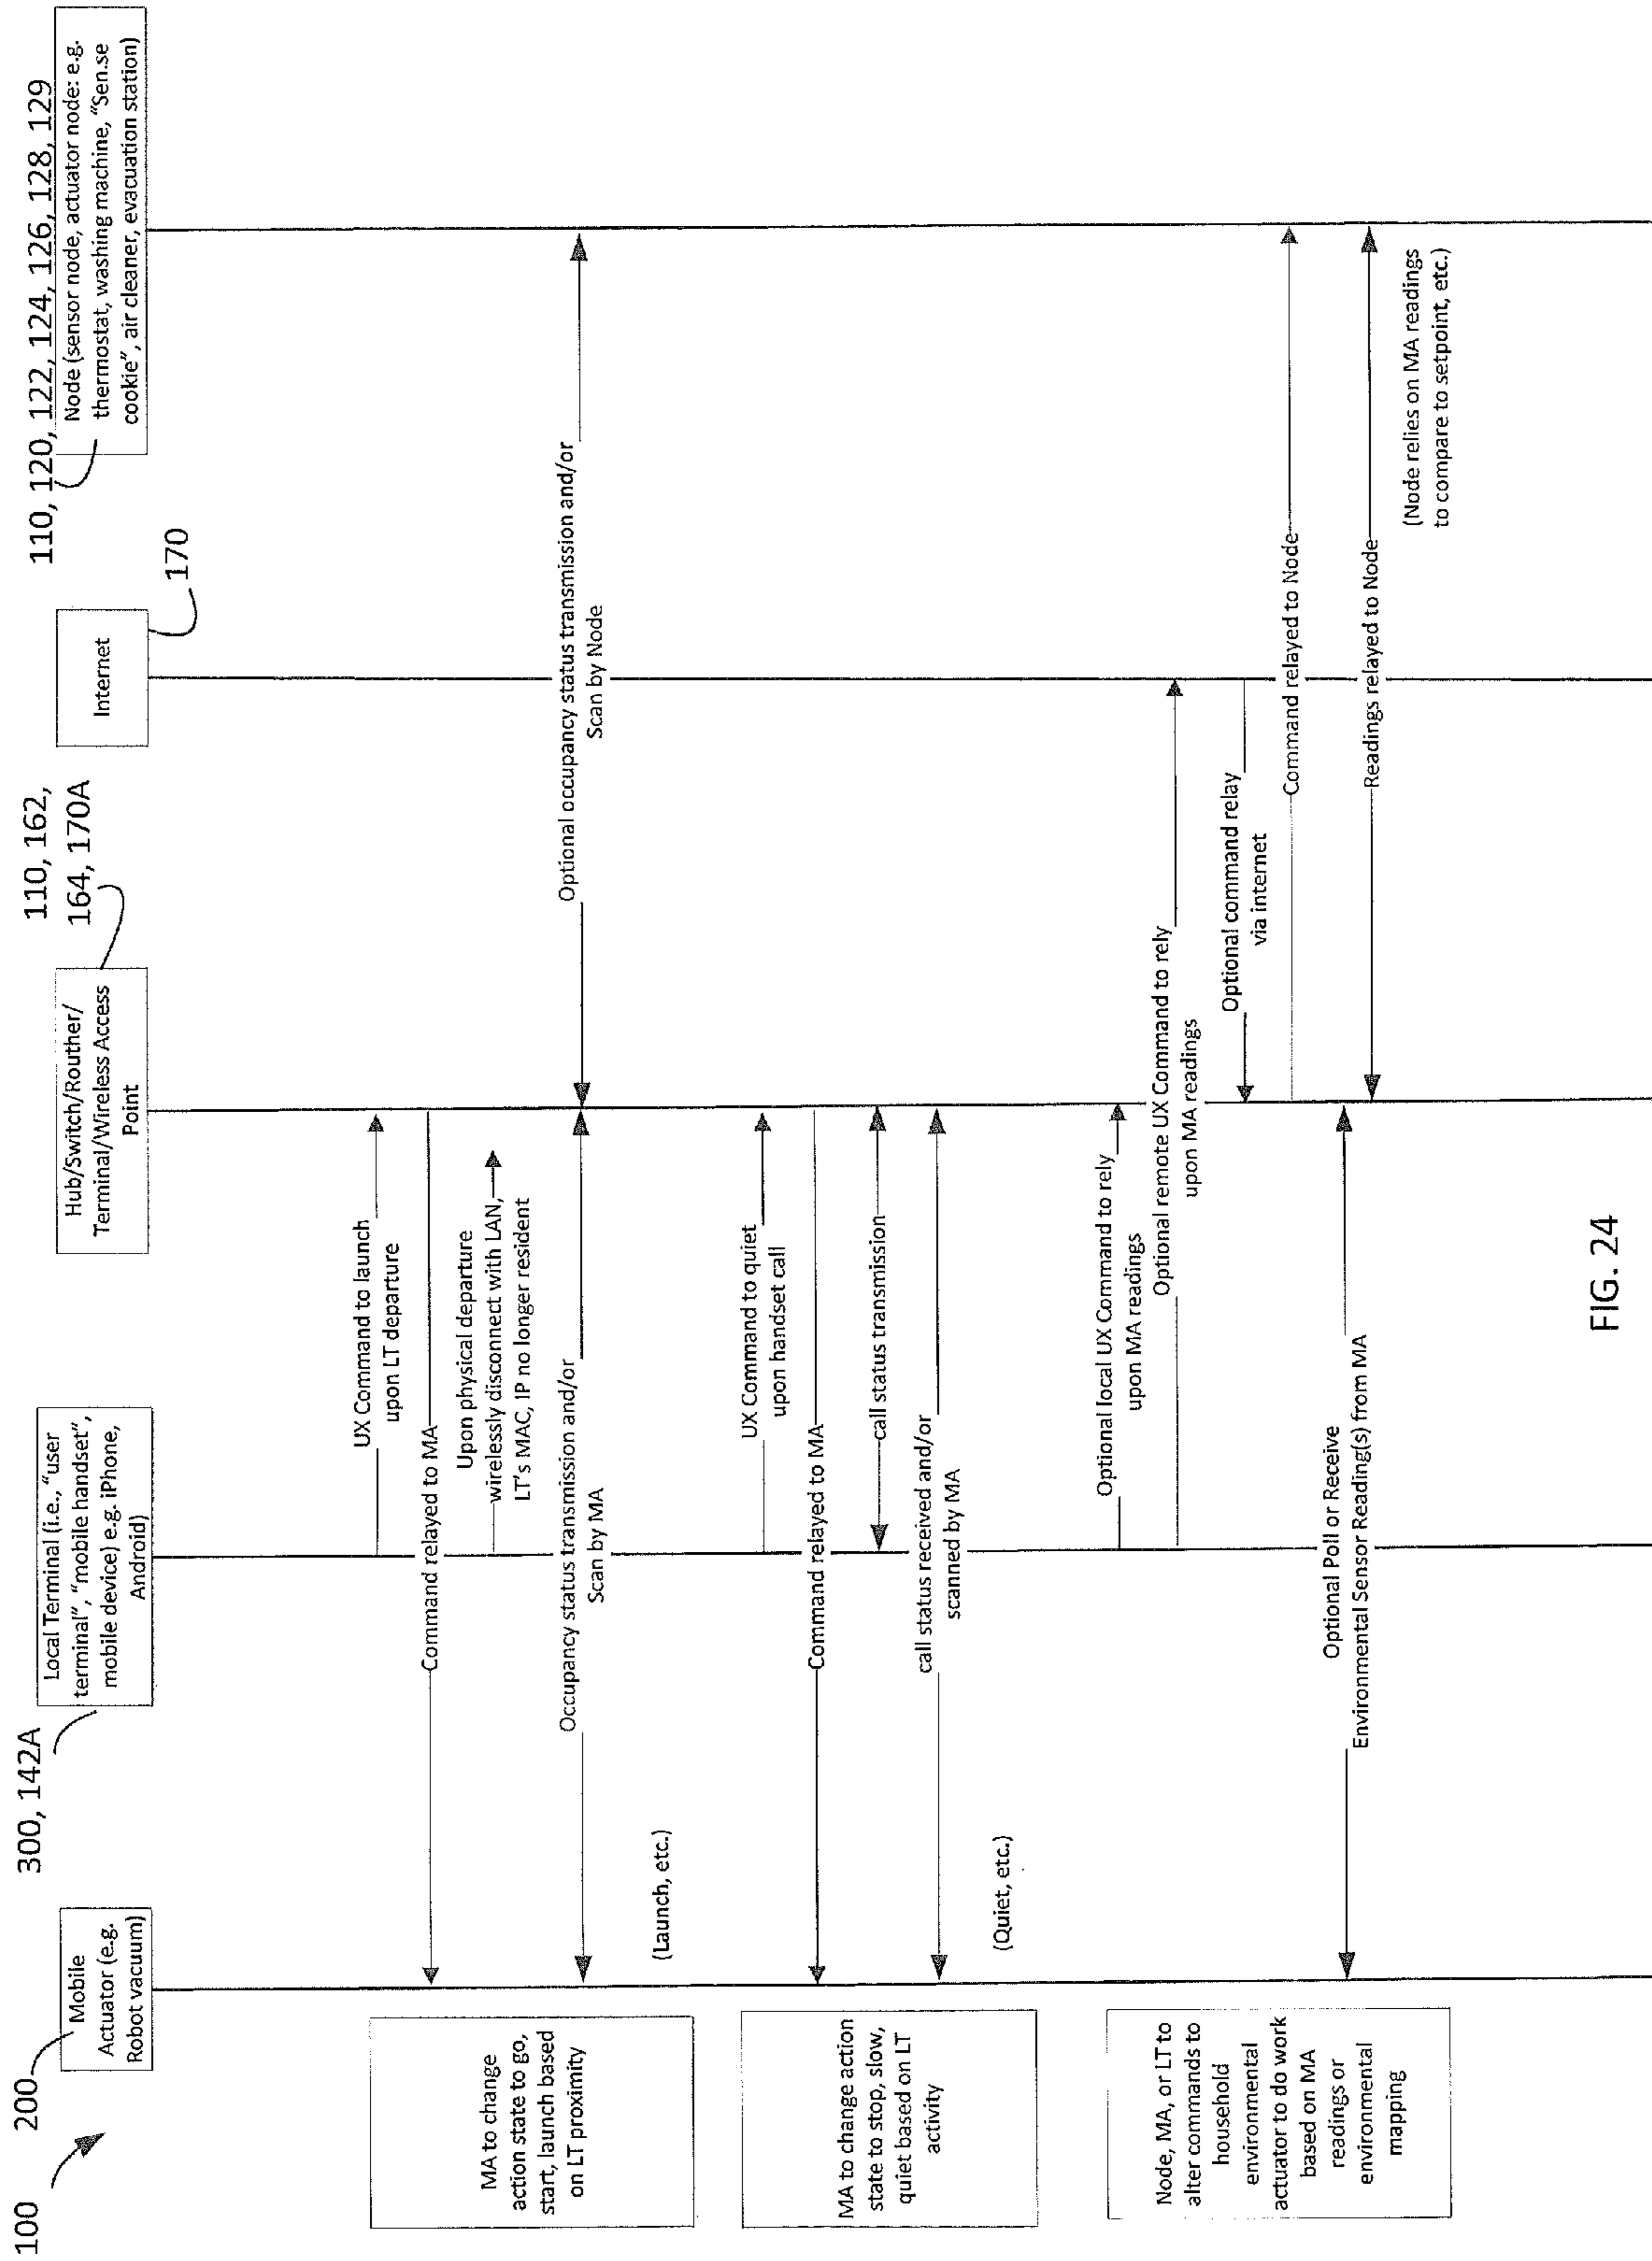 100
200
Mobile
Actuator (e.g.
Robot vacuum)
300, 142A
Local Terminal (i.e., "user
terminal", "mobile handset",
mobile device) e.g. iPhone,
Android)
110, 162,
164, 170A
Hub/Switch/Routher/
Terminal/Wireless Access
Point
Internet
170
110, 120, 122, 124, 126, 128, 129
Node (sensor node, actuator node: e.g.
thermostat, washing machine, "Sen.se
cookie", air cleaner, evacuation station)
MA to change
action state to go,
start, launch based
on LT proximity
UX Command to launch
upon LT departure
Command relayed to MA
Upon physical departure
wirelessly disconnect with LAN,
LT's MAC, IP no longer resident
Occupancy status transmission and/or
Scan by MA
Optional occupancy status transmission and/or
Scan by Node
(Launch, etc.)
MA to change action
state to stop, slow,
quiet based on LT
activity
UX Command to quiet
upon handset call
Command relayed to MA
call status transmission
call status received and/or
scanned by MA
(Quiet, etc.)
Node, MA, or LT to
alter commands to
household
environmental
actuator to do work
based on MA
readings or
environmental
mapping
Optional local UX Command to rely
upon MA readings
Optional remote UX Command to rely
upon MA readings
Optional command relay
via internet
Command relayed to Node
Optional Poll or Receive
Environmental Sensor Reading(s) from MA
Readings relayed to Node
(Node relies on MA readings
to compare to setpoint, etc.)
FIG. 24